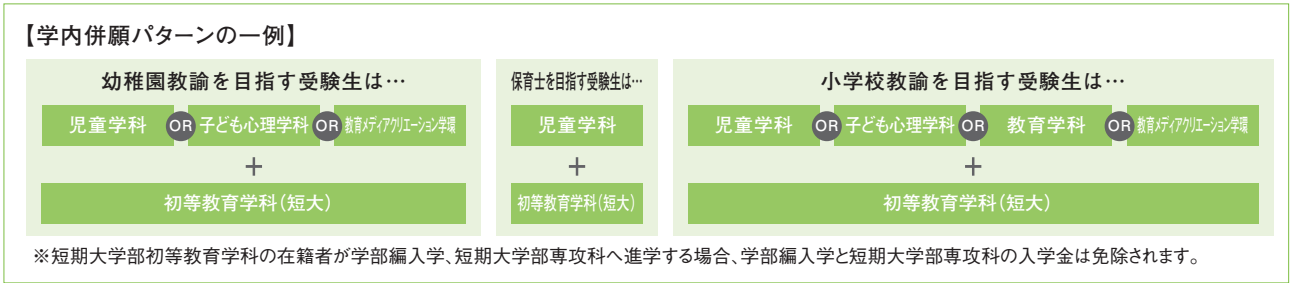 【学内併願パターンの一例】
幼稚園教諭を目指す受験生は…
児童学科 OR 子ども心理学科 OR 教育メディアクリエーション学環
+
初等教育学科(短大)
保育士を目指す受験生は…
児童学科
+
初等教育学科(短大)
小学校教諭を目指す受験生は…
児童学科 OR 子ども心理学科 OR 教育学科 OR 教育メディアクリエーション学環
+
初等教育学科(短大)
※短期大学部初等教育学科の在籍者が学部編入学、短期大学部専攻科へ進学する場合、学部編入学と短期大学部専攻科の入学金は免除されます。